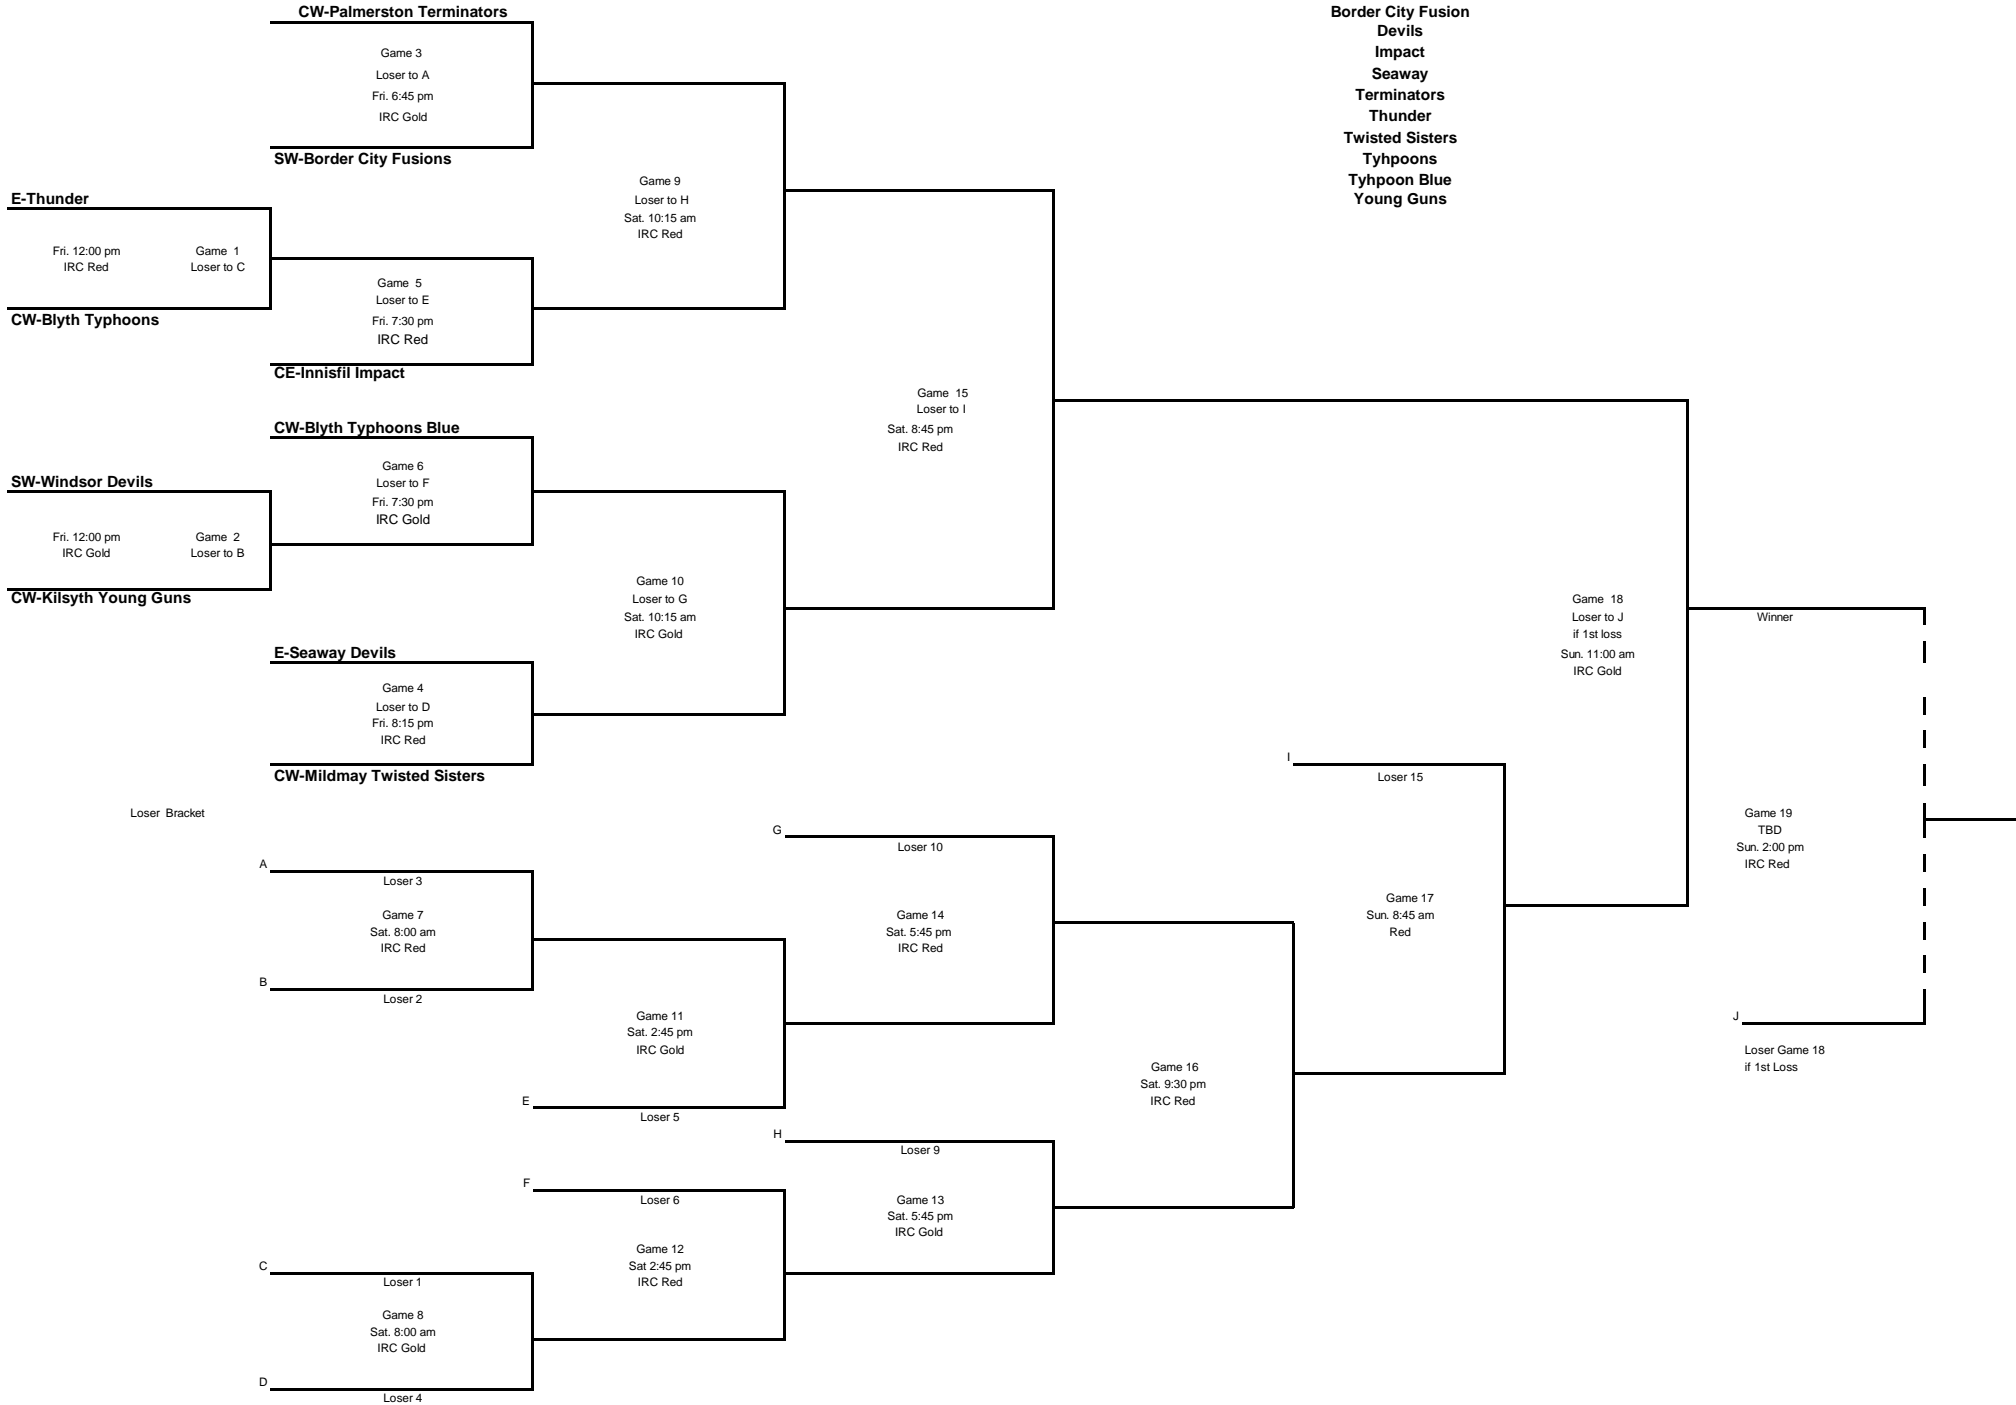 CW-Palmerston Terminators
Game 3
Loser to A
Fri. 6:45 pm
IRC Gold
SW-Border City Fusions
Border City Fusion
Devils
Impact
Seaway
Terminators
Thunder
Twisted Sisters
Tyhpoons
Tyhpoon Blue
Young Guns
E-Thunder
Fri. 12:00 pm
IRC Red
Game 1
Loser to C
CW-Blyth Typhoons
Game 5
Loser to E
Fri. 7:30 pm
IRC Red
CE-Innisfil Impact
Game 9
Loser to H
Sat. 10:15 am
IRC Red
CW-Blyth Typhoons Blue
Game 6
Loser to F
Fri. 7:30 pm
IRC Gold
SW-Windsor Devils
Fri. 12:00 pm
IRC Gold
Game 2
Loser to B
CW-Kilsyth Young Guns
Game 10
Loser to G
Sat. 10:15 am
IRC Gold
E-Seaway Devils
Game 4
Loser to D
Fri. 8:15 pm
IRC Red
CW-Mildmay Twisted Sisters
Game 15
Loser to I
Sat. 8:45 pm
IRC Red
Game 18
Loser to J
if 1st loss
Sun. 11:00 am
IRC Gold
Winner
Game 19
TBD
Sun. 2:00 pm
IRC Red
J
Loser Game 18
if 1st Loss
Loser Bracket
A
Loser 3
Game 7
Sat. 8:00 am
IRC Red
B
Loser 2
Game 11
Sat. 2:45 pm
IRC Gold
E
Loser 5
G
Loser 10
Game 14
Sat. 5:45 pm
IRC Red
I
Loser 15
Game 17
Sun. 8:45 am
Red
Game 16
Sat. 9:30 pm
IRC Red
H
Loser 9
Game 13
Sat. 5:45 pm
IRC Gold
F
Loser 6
Game 12
Sat 2:45 pm
IRC Red
C
Loser 1
Game 8
Sat. 8:00 am
IRC Gold
D
Loser 4